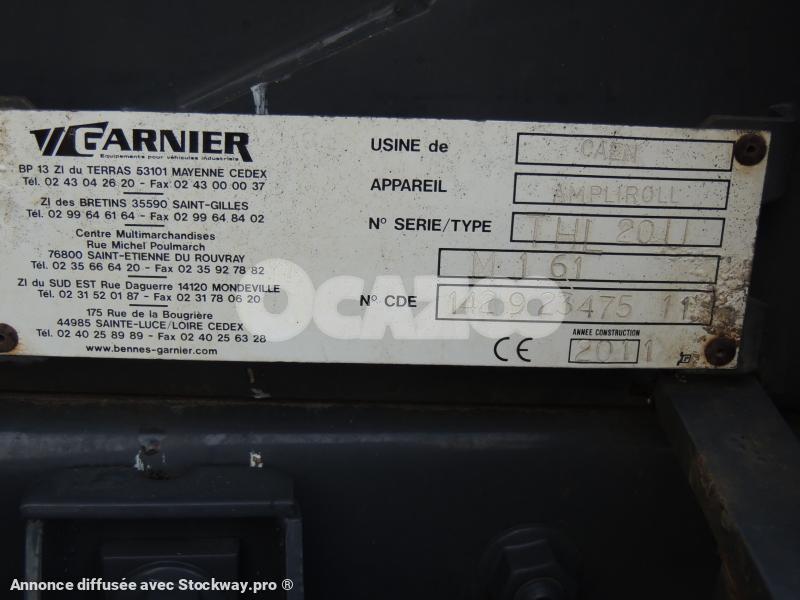 GARNIER
Equipements pour véhicules industriels
BP 13 ZI du TERRAS 53101 MAYENNE CEDEX
Tél. 02 43 04 26 20 - Fax 02 43 00 00 37
ZI des BRETINS 35590 SAINT-GILLES
Tél. 02 99 64 61 64 - Fax 02 99 64 84 02
Centre Multimarchandises
Rue Michel Poulmarch
76800 SAINT-ETIENNE DU ROUVRAY
Tél. 02 35 66 64 20 - Fax 02 35 92 78 82
ZI du SUD EST Rue Daguerre 14120 MONDEVILLE
Tél. 02 31 52 01 87 - Fax 02 31 78 06 20
175 Rue de la Bougrière
44985 SAINTE-LUCE/LOIRE CEDEX
Tél. 02 40 25 89 89 - Fax 02 40 25 63 28
www.bennes-garnier.com
USINE de CAEN
APPAREIL AMPLIROLL
N° SERIE/TYPE THL 20 U
M 1 61
N° CDE 142 9 23475 11
ANNEE CONSTRUCTION
CE 2011
OCAZOO
Annonce diffusée avec Stockway.pro ®